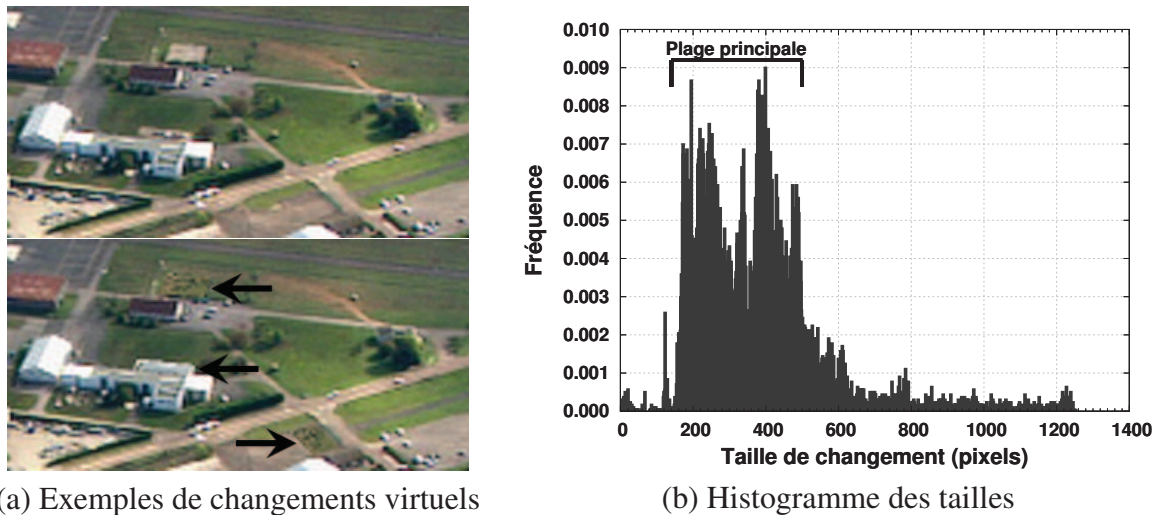 0.010
0.009
0.008
0.007
0.006
0.005
0.004
0.003
0.002
0.001
0.000
Fréquence
Plage principale
0 200 400 600 800 1000 1200 1400
Taille de changement (pixels)
(a) Exemples de changements virtuels
(b) Histogramme des tailles